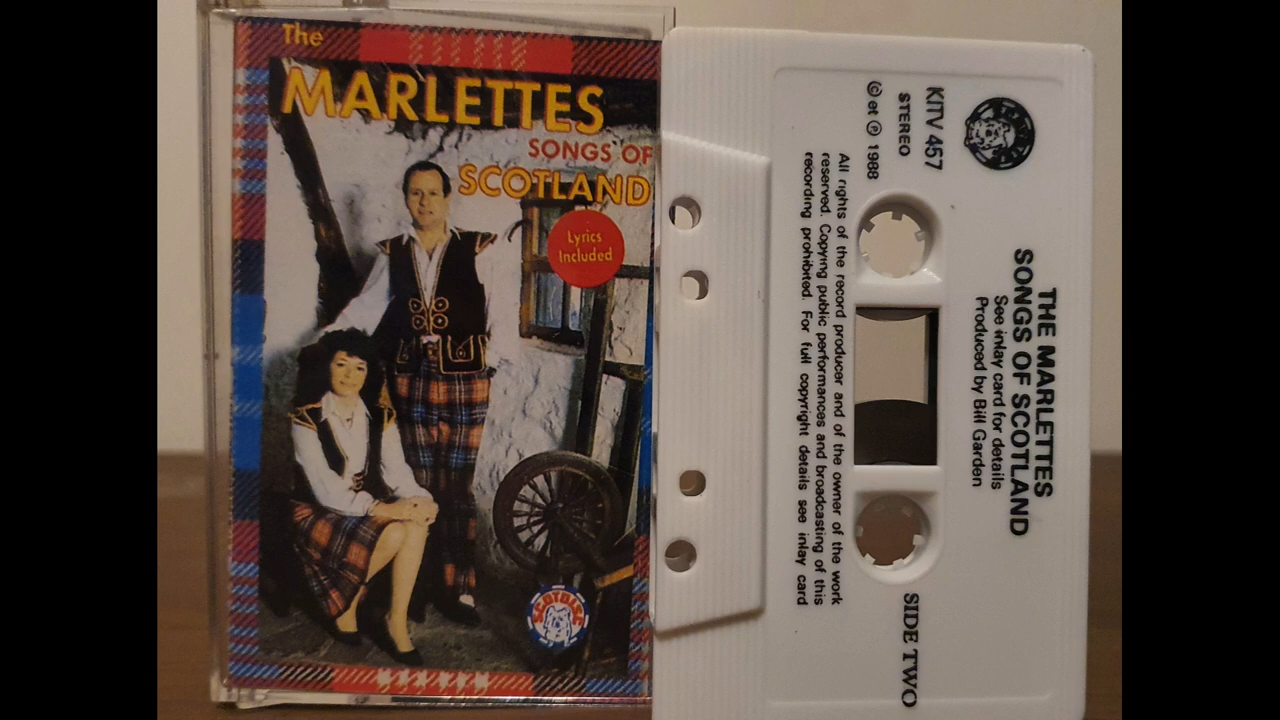 The
MARLETTES
SONGS OF
SCOTLAND
Lyrics
Included
SCOTDISC
KITV 457
STEREO
© et ℗ 1988
THE MARLETTES
SONGS OF SCOTLAND
See inlay card for details
Produced by Bill Garden
All rights of the record producer and of the owner of the work
reserved. Copying public performances and broadcasting of this
recording prohibited. For full copyright details see inlay card
SIDE TWO